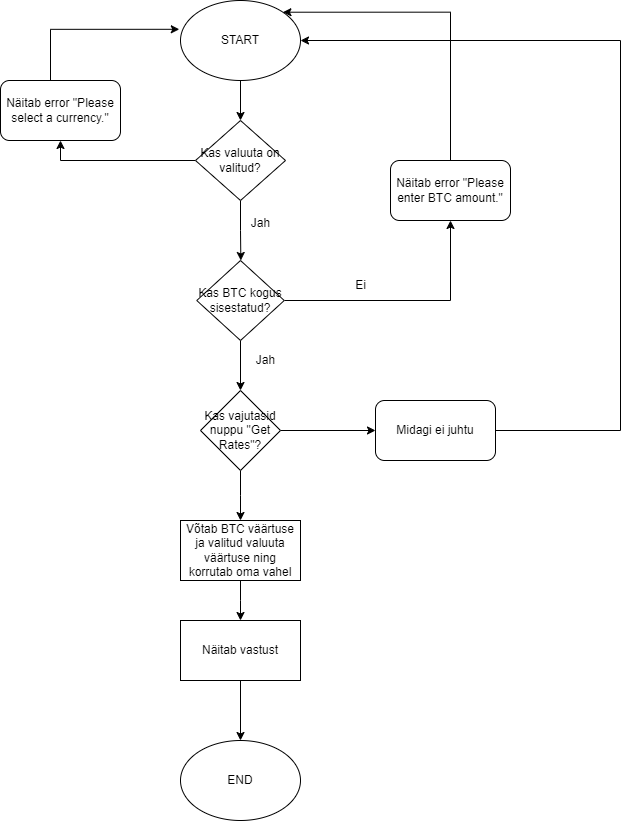 START
Näitab error "Please
select a currency."
Kas valuuta on
valitud?
Näitab error "Please
enter BTC amount."
Jah
Kas BTC kogus
sisestatud?
Ei
Jah
Kas vajutasid
nuppu "Get
Rates"?
Midagi ei juhtu
Võtab BTC väärtuse
ja valitud valuuta
väärtuse ning
korrutab oma vahel
Näitab vastust
END